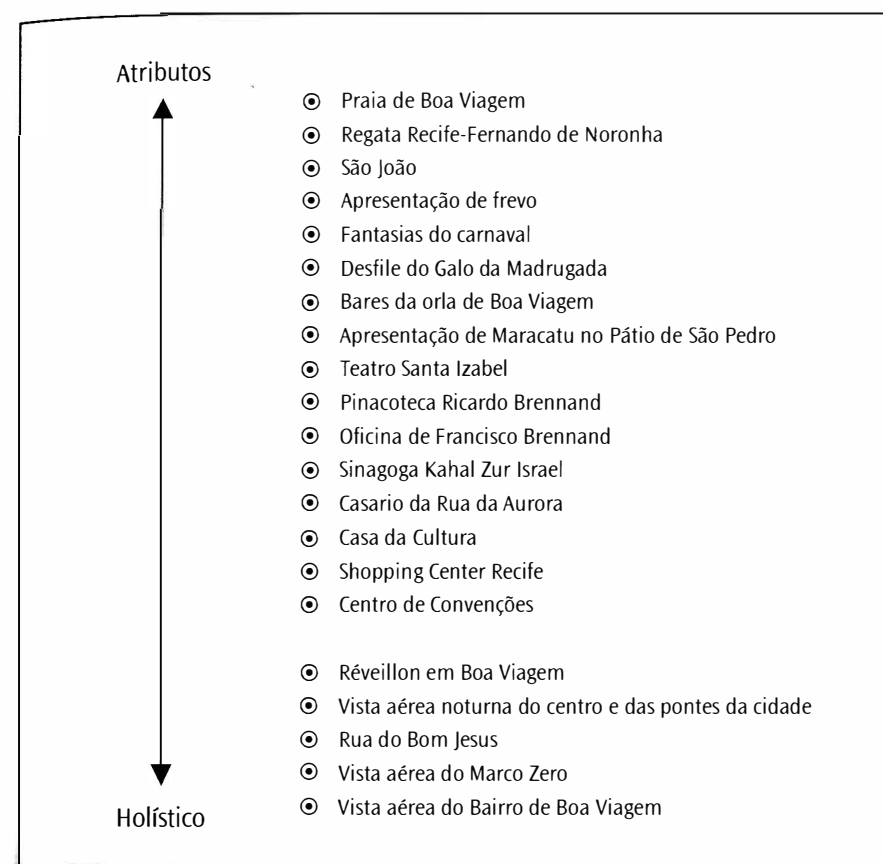 Atributos
Praia de Boa Viagem
Regata Recife-Fernando de Noronha
São João
Apresentação de frevo
Fantasias do carnaval
Desfile do Galo da Madrugada
Bares da orla de Boa Viagem
Apresentação de Maracatu no Pátio de São Pedro
Teatro Santa Izabel
Pinacoteca Ricardo Brennand
Oficina de Francisco Brennand
Sinagoga Kahal Zur Israel
Casario da Rua da Aurora
Casa da Cultura
Shopping Center Recife
Centro de Convenções
Réveillon em Boa Viagem
Vista aérea noturna do centro e das pontes da cidade
Rua do Bom Jesus
Vista aérea do Marco Zero
Vista aérea do Bairro de Boa Viagem
Holístico